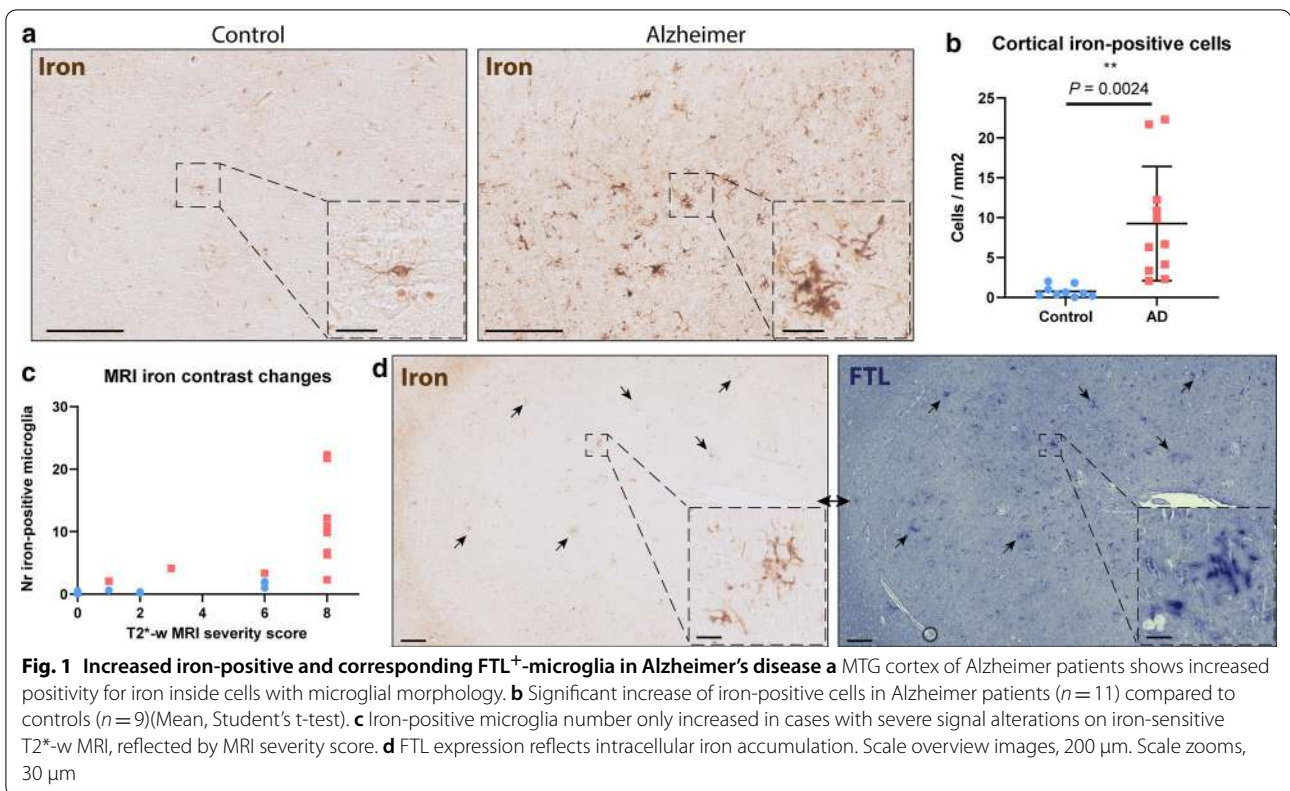 a
Control
Alzheimer
Iron
Iron
b
Cortical iron-positive cells
**
P = 0.0024
25
20
15
10
5
0
Cells / mm2
Control
AD
c
MRI iron contrast changes
30
20
10
0
Nr iron-positive microglia
0
2
4
6
8
T2*-w MRI severity score
d
Iron
FTL
Fig. 1 Increased iron-positive and corresponding FTL⁺-microglia in Alzheimer's disease a MTG cortex of Alzheimer patients shows increased
positivity for iron inside cells with microglial morphology. b Significant increase of iron-positive cells in Alzheimer patients (n = 11) compared to
controls (n = 9)(Mean, Student's t-test). c Iron-positive microglia number only increased in cases with severe signal alterations on iron-sensitive
T2*-w MRI, reflected by MRI severity score. d FTL expression reflects intracellular iron accumulation. Scale overview images, 200 µm. Scale zooms,
30 µm